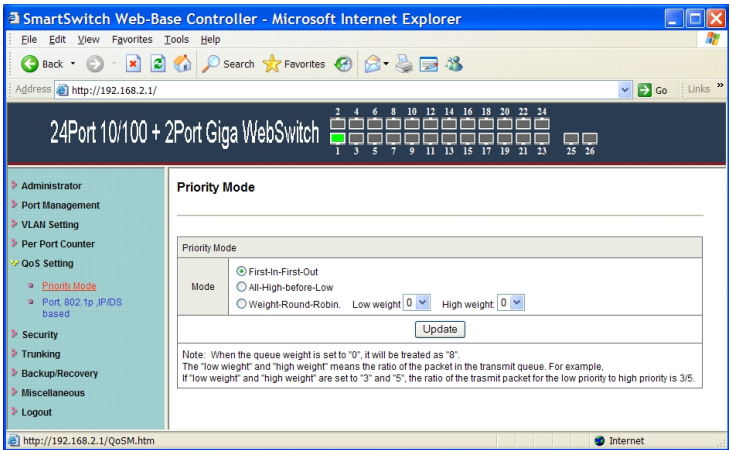 SmartSwitch Web-Base Controller - Microsoft Internet Explorer
File Edit View Favorites Tools Help
Back Search Favorites
Address http://192.168.2.1/ Go Links »
24Port 10/100 + 2Port Giga WebSwitch
2 4 6 8 10 12 14 16 18 20 22 24
1 3 5 7 9 11 13 15 17 19 21 23 25 26
Administrator
Port Management
VLAN Setting
Per Port Counter
QoS Setting
Priority Mode
Port, 802.1p ,IP/DS
based
Security
Trunking
Backup/Recovery
Miscellaneous
Logout
Priority Mode
Priority Mode
Mode
First-In-First-Out
All-High-before-Low
Weight-Round-Robin. Low weight: 0 High weight: 0
Update
Note: When the queue weight is set to "0", it will be treated as "8".
The "low wieght" and "high weight" means the ratio of the packet in the transmit queue. For example,
If "low weight" and "high weight" are set to "3" and "5", the ratio of the trasmit packet for the low priority to high priority is 3/5.
http://192.168.2.1/QoSM.htm Internet